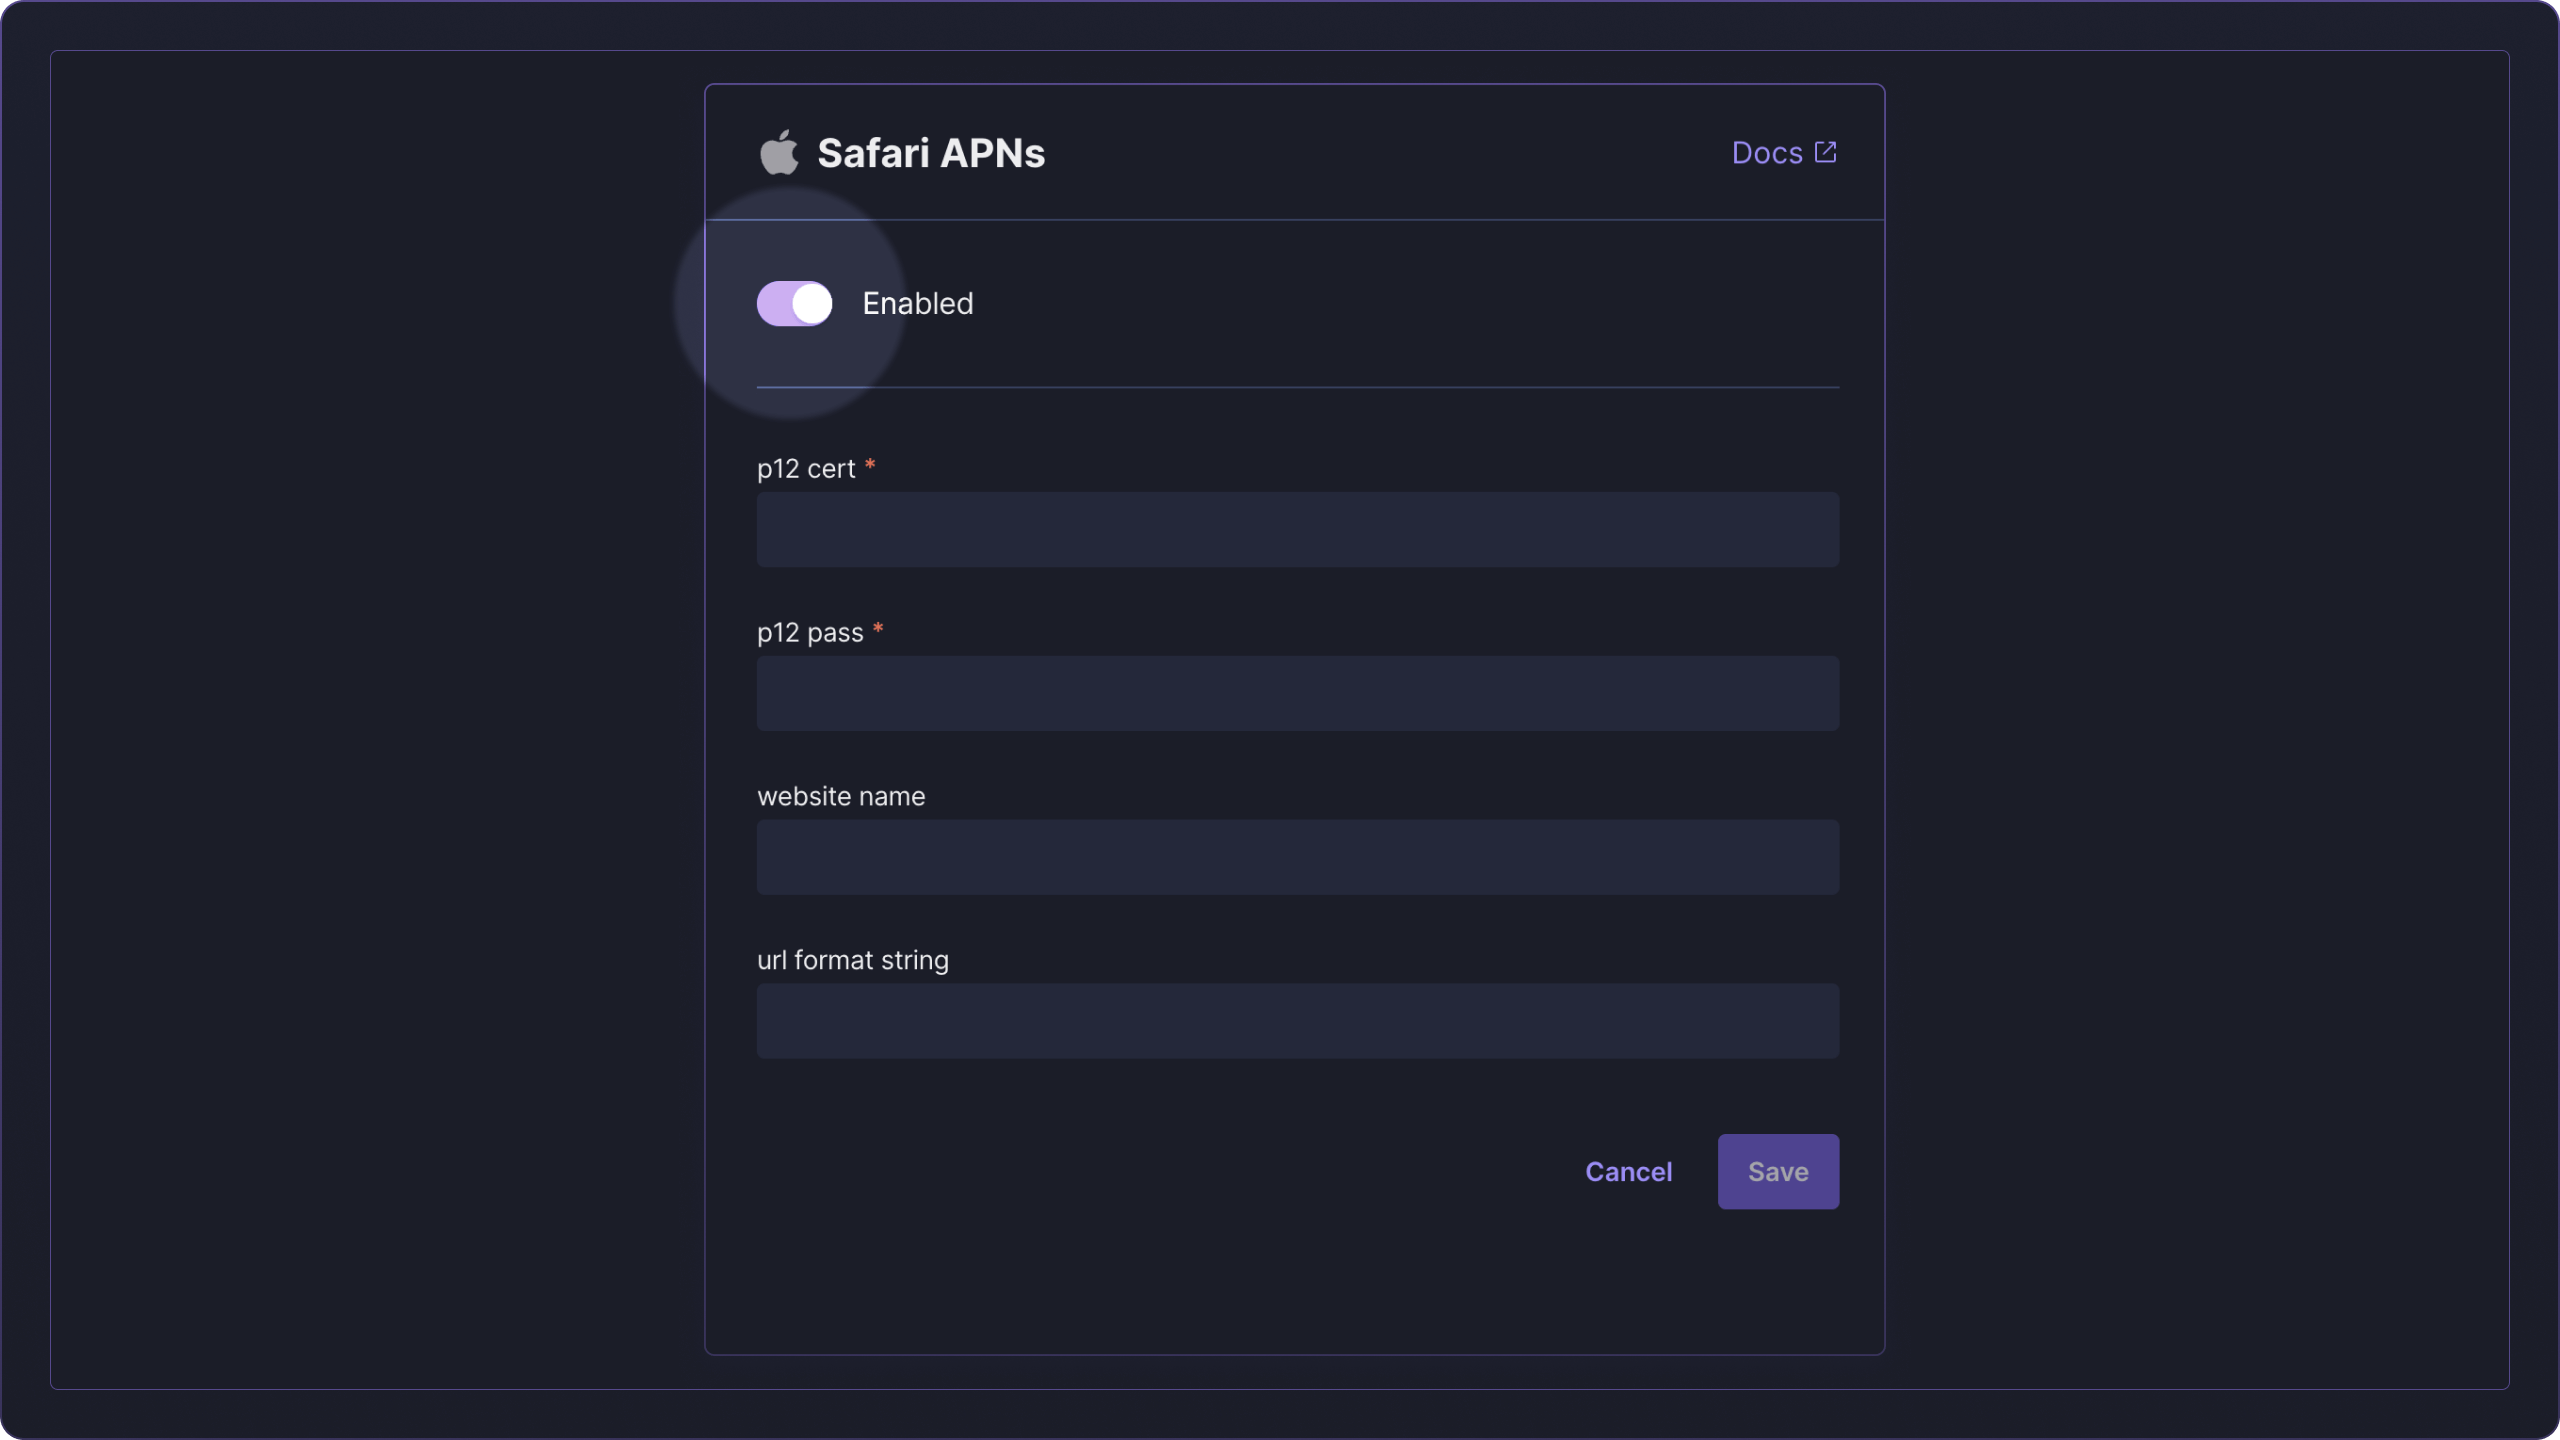 Safari APNs
Docs
Enabled
p12 cert *
p12 pass *
website name
url format string
Cancel
Save